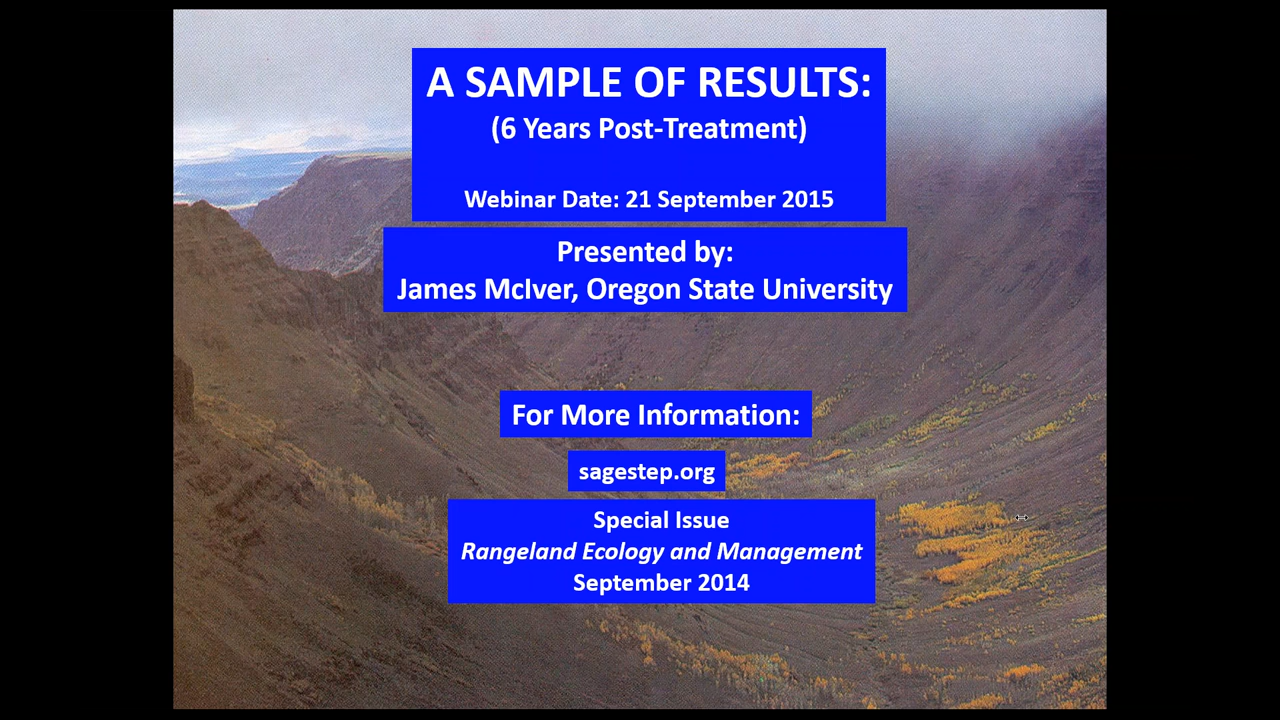 A SAMPLE OF RESULTS:
(6 Years Post-Treatment)
Webinar Date: 21 September 2015
Presented by:
James McIver, Oregon State University
For More Information:
sagestep.org
Special Issue
Rangeland Ecology and Management
September 2014